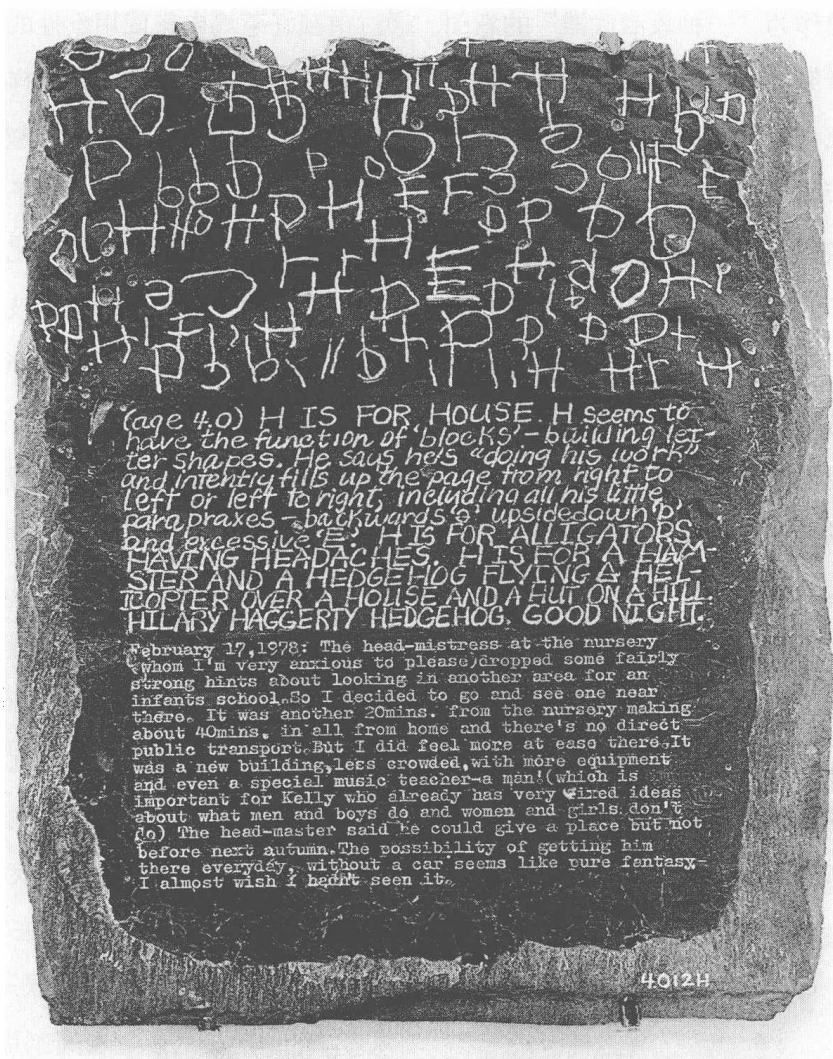 (age 4.0) H IS FOR HOUSE. H seems to
have the function of 'blocks' – building let-
ter shapes. He says he's "doing his work"
and intently fills up the page from right to
left or left to right, including all his little
parapraxes – backwards 'ə' upsidedown 'p'
and excessive 'E'. H IS FOR ALLIGATORS
HAVING HEADACHES. H IS FOR A HAM-
STER AND A HEDGEHOG FLYING A HEL-
ICOPTER OVER A HOUSE AND A HUT ON A HILL.
HILARY HAGGERTY HEDGEHOG. GOOD NIGHT.
February 17,1978: The head-mistress at the nursery
(whom I'm very anxious to please)dropped some fairly
strong hints about looking in another area for an
infants school.So I decided to go and see one near
there. It was another 20mins. from the nursery making
about 40mins. in all from home and there's no direct
public transport.But I did feel more at ease there.It
was a new building,less crowded,with more equipment
and even a special music teacher-a man!(which is
important for Kelly who already has very fixed ideas
about what men and boys do and women and girls don't
do) The head-master said he could give a place but not
before next autumn.The possibility of getting him
there everyday, without a car seems like pure fantasy-
I almost wish I hadn't seen it.
4012H